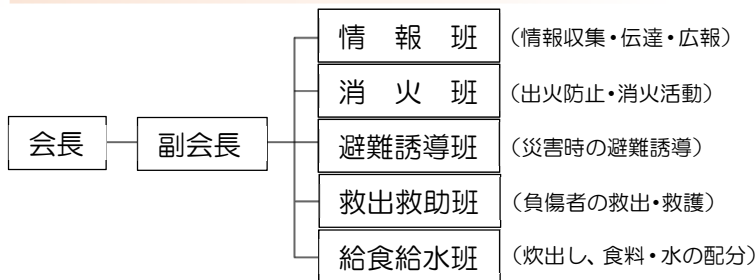 情報班 （情報収集・伝達・広報）
消火班 （出火防止・消火活動）
会長 副会長 避難誘導班 （災害時の避難誘導）
救出救助班 （負傷者の救出・救護）
給食給水班 （炊出し、食料・水の配分）